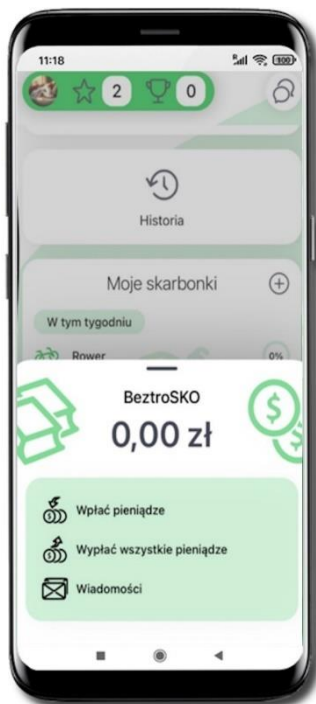 11:18
100
2
0
Historia
Moje skarbonki
W tym tygodniu
Rower
0%
BeztroSKO
0,00 zł
Wpłać pieniądze
Wypłać wszystkie pieniądze
Wiadomości